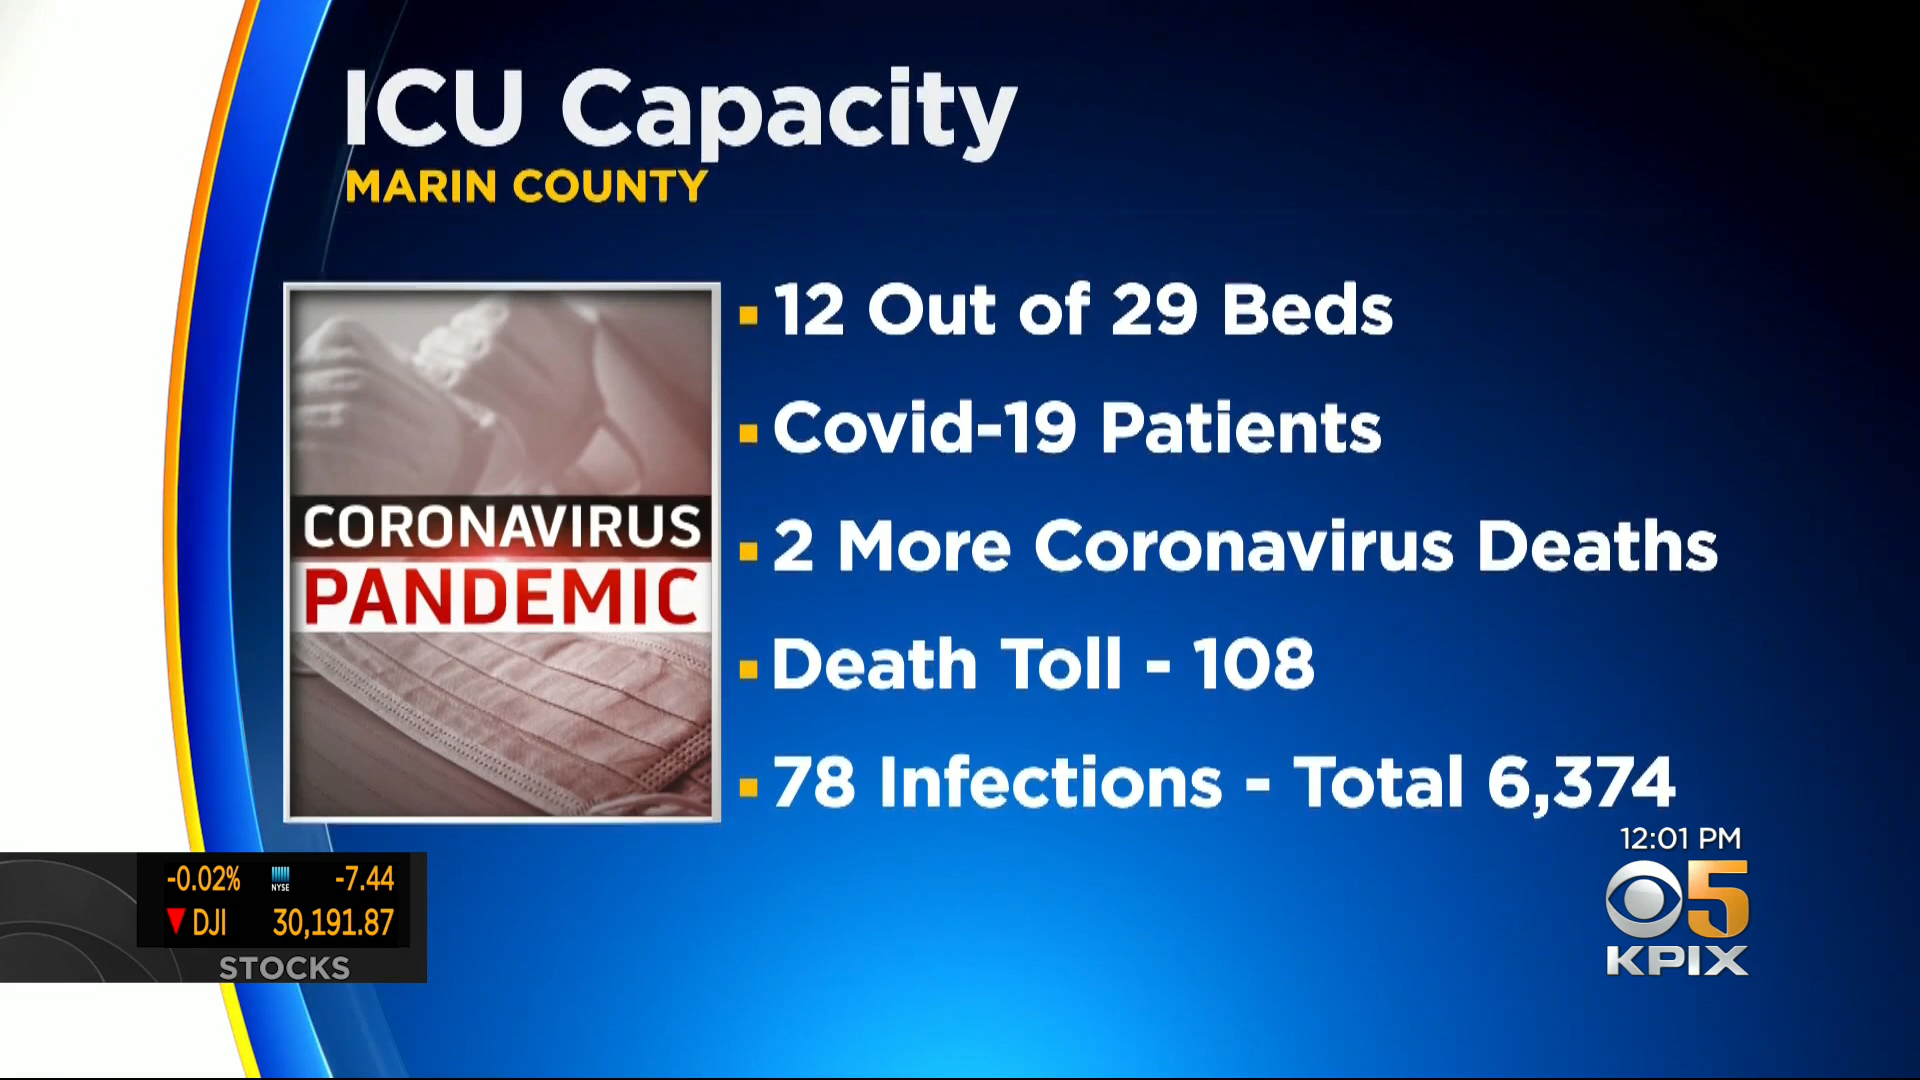 ICU Capacity
MARIN COUNTY
12 Out of 29 Beds
Covid-19 Patients
2 More Coronavirus Deaths
Death Toll - 108
78 Infections - Total 6,374
CORONAVIRUS
PANDEMIC
12:01 PM
5
KPIX
-0.02% NYSE -7.44
DJI 30,191.87
STOCKS